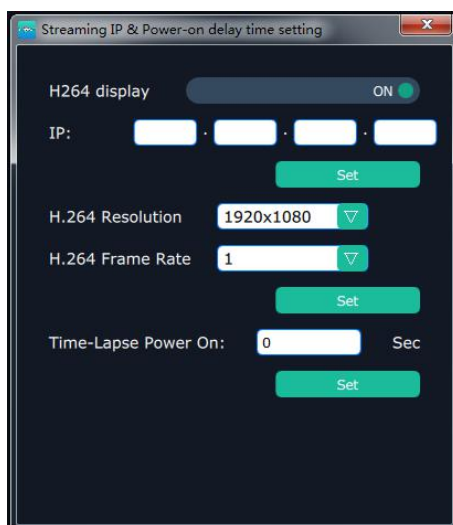 Streaming IP & Power-on delay time setting
H264 display ON
IP: . . .
Set
H.264 Resolution 1920x1080
H.264 Frame Rate 1
Set
Time-Lapse Power On: 0 Sec
Set